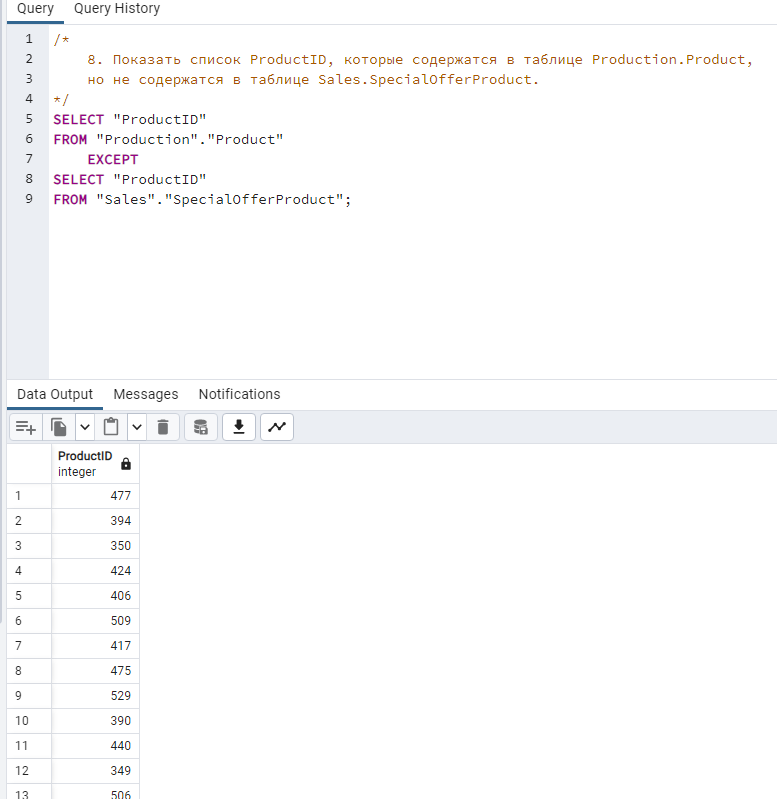 Query Query History
1 /*
2 8. Показать список ProductID, которые содержатся в таблице Production.Product,
3 но не содержатся в таблице Sales.SpecialOfferProduct.
4 */
5 SELECT "ProductID"
6 FROM "Production"."Product"
7 EXCEPT
8 SELECT "ProductID"
9 FROM "Sales"."SpecialOfferProduct";
Data Output Messages Notifications
ProductID
integer
1 477
2 394
3 350
4 424
5 406
6 509
7 417
8 475
9 529
10 390
11 440
12 349
13 506